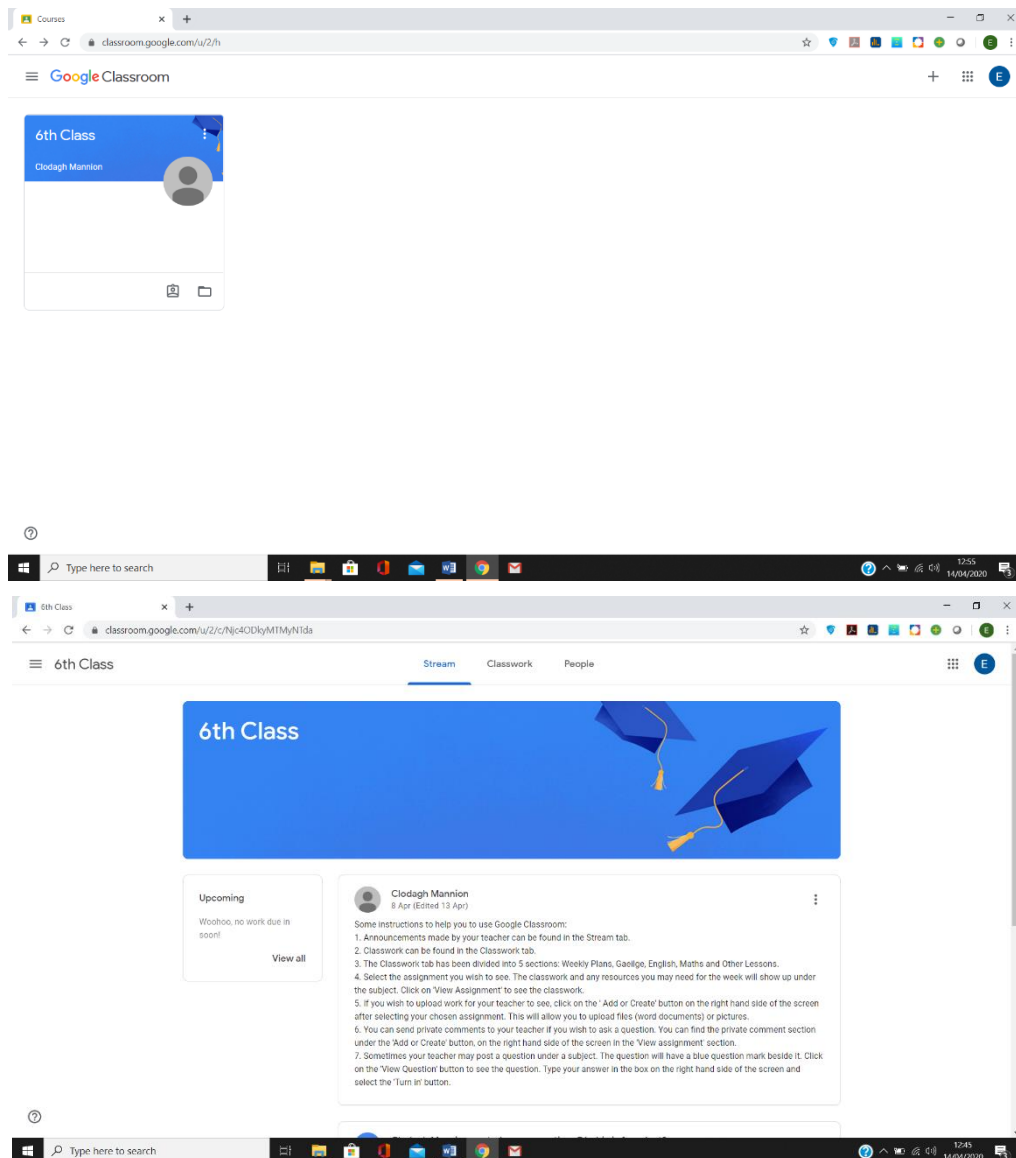 Courses
classroom.google.com/u/2/h
E
Google Classroom
E
6th Class
Clodagh Mannion
Type here to search
12:55
14/04/2020
3
6th Class
classroom.google.com/u/2/c/Njc4ODkyMTMyNTda
E
6th Class
Stream
Classwork
People
E
6th Class
Upcoming
Woohoo, no work due in
soon!
View all
Clodagh Mannion
8 Apr (Edited 13 Apr)
Some instructions to help you to use Google Classroom:
1. Announcements made by your teacher can be found in the Stream tab.
2. Classwork can be found in the Classwork tab.
3. The Classwork tab has been divided into 5 sections: Weekly Plans, Gaeilge, English, Maths and Other Lessons.
4. Select the assignment you wish to see. The classwork and any resources you may need for the week will show up under
the subject. Click on 'View Assignment' to see the classwork.
5. If you wish to upload work for your teacher to see, click on the ' Add or Create' button on the right hand side of the screen
after selecting your chosen assignment. This will allow you to upload files (word documents) or pictures.
6. You can send private comments to your teacher if you wish to ask a question. You can find the private comment section
under the 'Add or Create' button, on the right hand side of the screen in the 'View assignment' section.
7. Sometimes your teacher may post a question under a subject. The question will have a blue question mark beside it. Click
on the 'View Question' button to see the question. Type your answer in the box on the right hand side of the screen and
select the 'Turn in' button.
Type here to search
12:45
14/04/2020